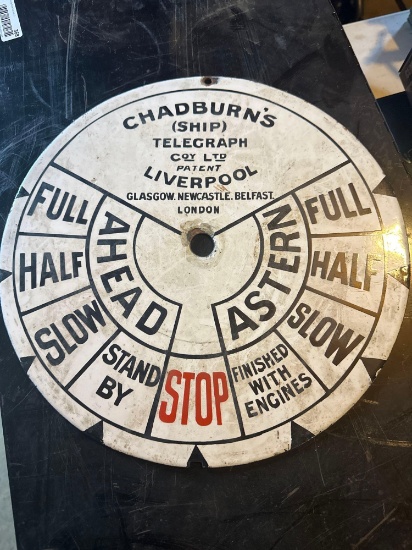 CHADBURN'S
(SHIP)
TELEGRAPH
COY LTD
PATENT
LIVERPOOL
GLASGOW. NEWCASTLE. BELFAST.
LONDON
FULL
HALF
SLOW
AHEAD
STAND
BY
STOP
FINISHED
WITH
ENGINES
ASTERN
SLOW
HALF
FULL